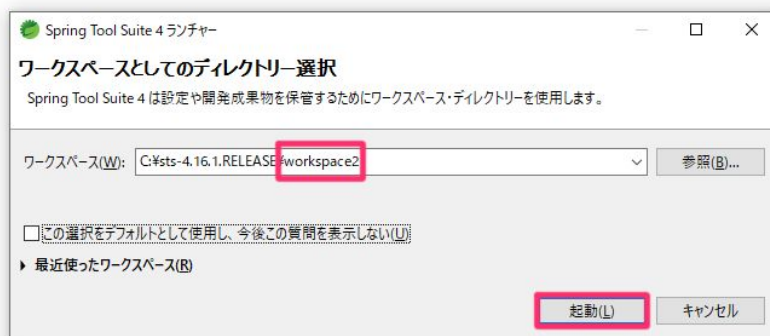 Spring Tool Suite 4 ランチャー
ワークスペースとしてのディレクトリー選択
Spring Tool Suite 4 は設定や開発成果物を保管するためにワークスペース・ディレクトリーを使用します。
ワークスペース(W): C:¥sts-4.16.1.RELEASE¥workspace2 参照(B)...
この選択をデフォルトとして使用し、今後この質問を表示しない(U)
最近使ったワークスペース(R)
起動(L) キャンセル